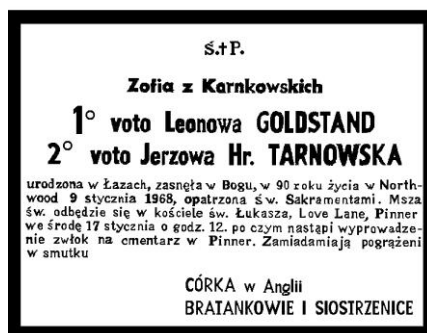 Ś.†P.
Zofia z Karnkowskich
1° voto Leonowa GOLDSTAND
2° voto Jerzowa Hr. TARNOWSKA
urodzona w Łazach, zasnęła w Bogu, w 90 roku życia w North-
wood 9 stycznia 1968, opatrzona św. Sakramentami. Msza
św. odbędzie się w kościele św. Łukasza, Love Lane, Pinner
we środę 17 stycznia o godz. 12. po czym nastąpi wyprowadze-
nie zwłok na cmentarz w Pinner. Zamiadamiają pogrążeni
w smutku
CÓRKA w Anglii
BRATANKOWIE I SIOSTRZENICE